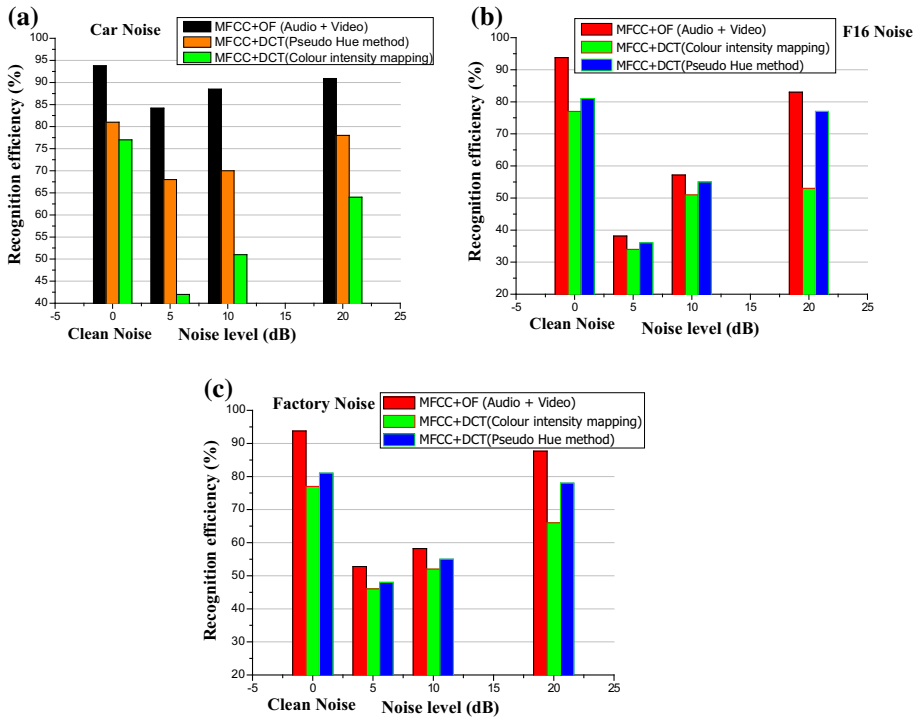 (a)
Car Noise
MFCC+OF (Audio + Video)
MFCC+DCT(Pseudo Hue method)
MFCC+DCT(Colour intensity mapping)
Recognition efficiency (%)
100
95
90
85
80
75
70
65
60
55
50
45
40
-5
0
5
10
15
20
25
Clean Noise
Noise level (dB)
(b)
F16 Noise
MFCC+OF (Audio + Video)
MFCC+DCT(Colour intensity mapping)
MFCC+DCT(Pseudo Hue method)
Recognition efficiency (%)
100
90
80
70
60
50
40
30
20
-5
0
5
10
15
20
25
Clean Noise
Noise level (dB)
(c)
Factory Noise
MFCC+OF (Audio + Video)
MFCC+DCT(Colour intensity mapping)
MFCC+DCT(Pseudo Hue method)
Recognition efficiency (%)
100
90
80
70
60
50
40
30
20
-5
0
5
10
15
20
25
Clean Noise
Noise level (dB)